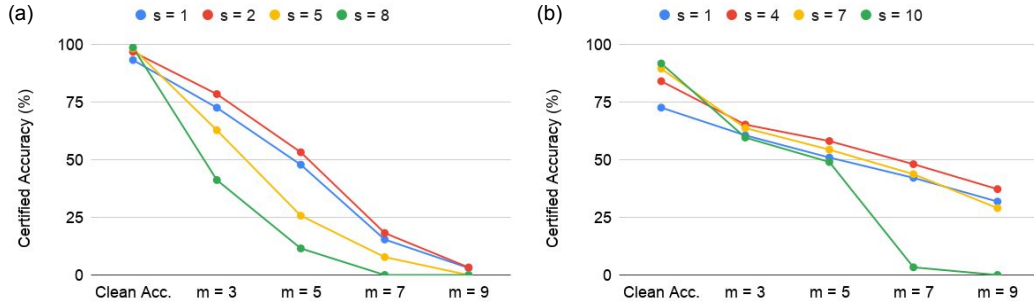 (a)
s = 1 s = 2 s = 5 s = 8
Certified Accuracy (%)
100
75
50
25
0
Clean Acc. m = 3 m = 5 m = 7 m = 9
(b)
s = 1 s = 4 s = 7 s = 10
Certified Accuracy (%)
100
75
50
25
0
Clean Acc. m = 3 m = 5 m = 7 m = 9